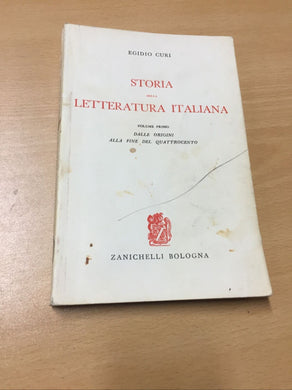 EGIDIO CURI
STORIA
DELLA
LETTERATURA ITALIANA
VOLUME PRIMO
DALLE ORIGINI
ALLA FINE DEL QUATTROCENTO
ZANICHELLI BOLOGNA